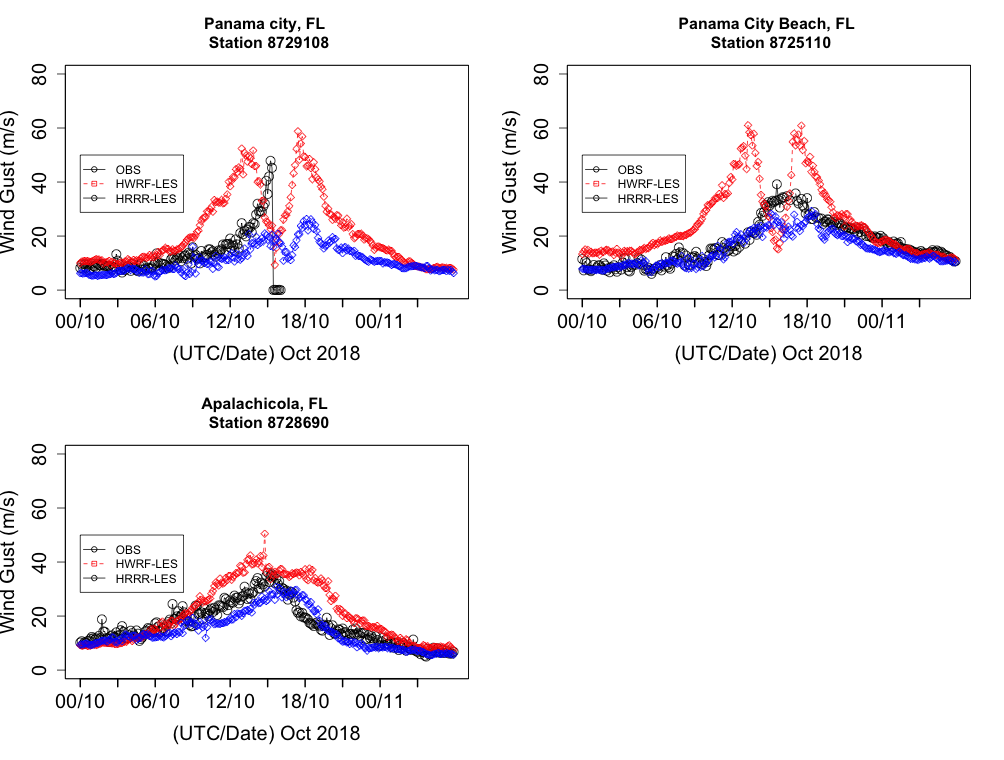 Panama city, FL
Station 8729108
Wind Gust (m/s)
80
60
40
20
0
OBS
HWRF-LES
HRRR-LES
00/10 06/10 12/10 18/10 00/11
(UTC/Date) Oct 2018
Panama City Beach, FL
Station 8725110
Wind Gust (m/s)
80
60
40
20
0
OBS
HWRF-LES
HRRR-LES
00/10 06/10 12/10 18/10 00/11
(UTC/Date) Oct 2018
Apalachicola, FL
Station 8728690
Wind Gust (m/s)
80
60
40
20
0
OBS
HWRF-LES
HRRR-LES
00/10 06/10 12/10 18/10 00/11
(UTC/Date) Oct 2018